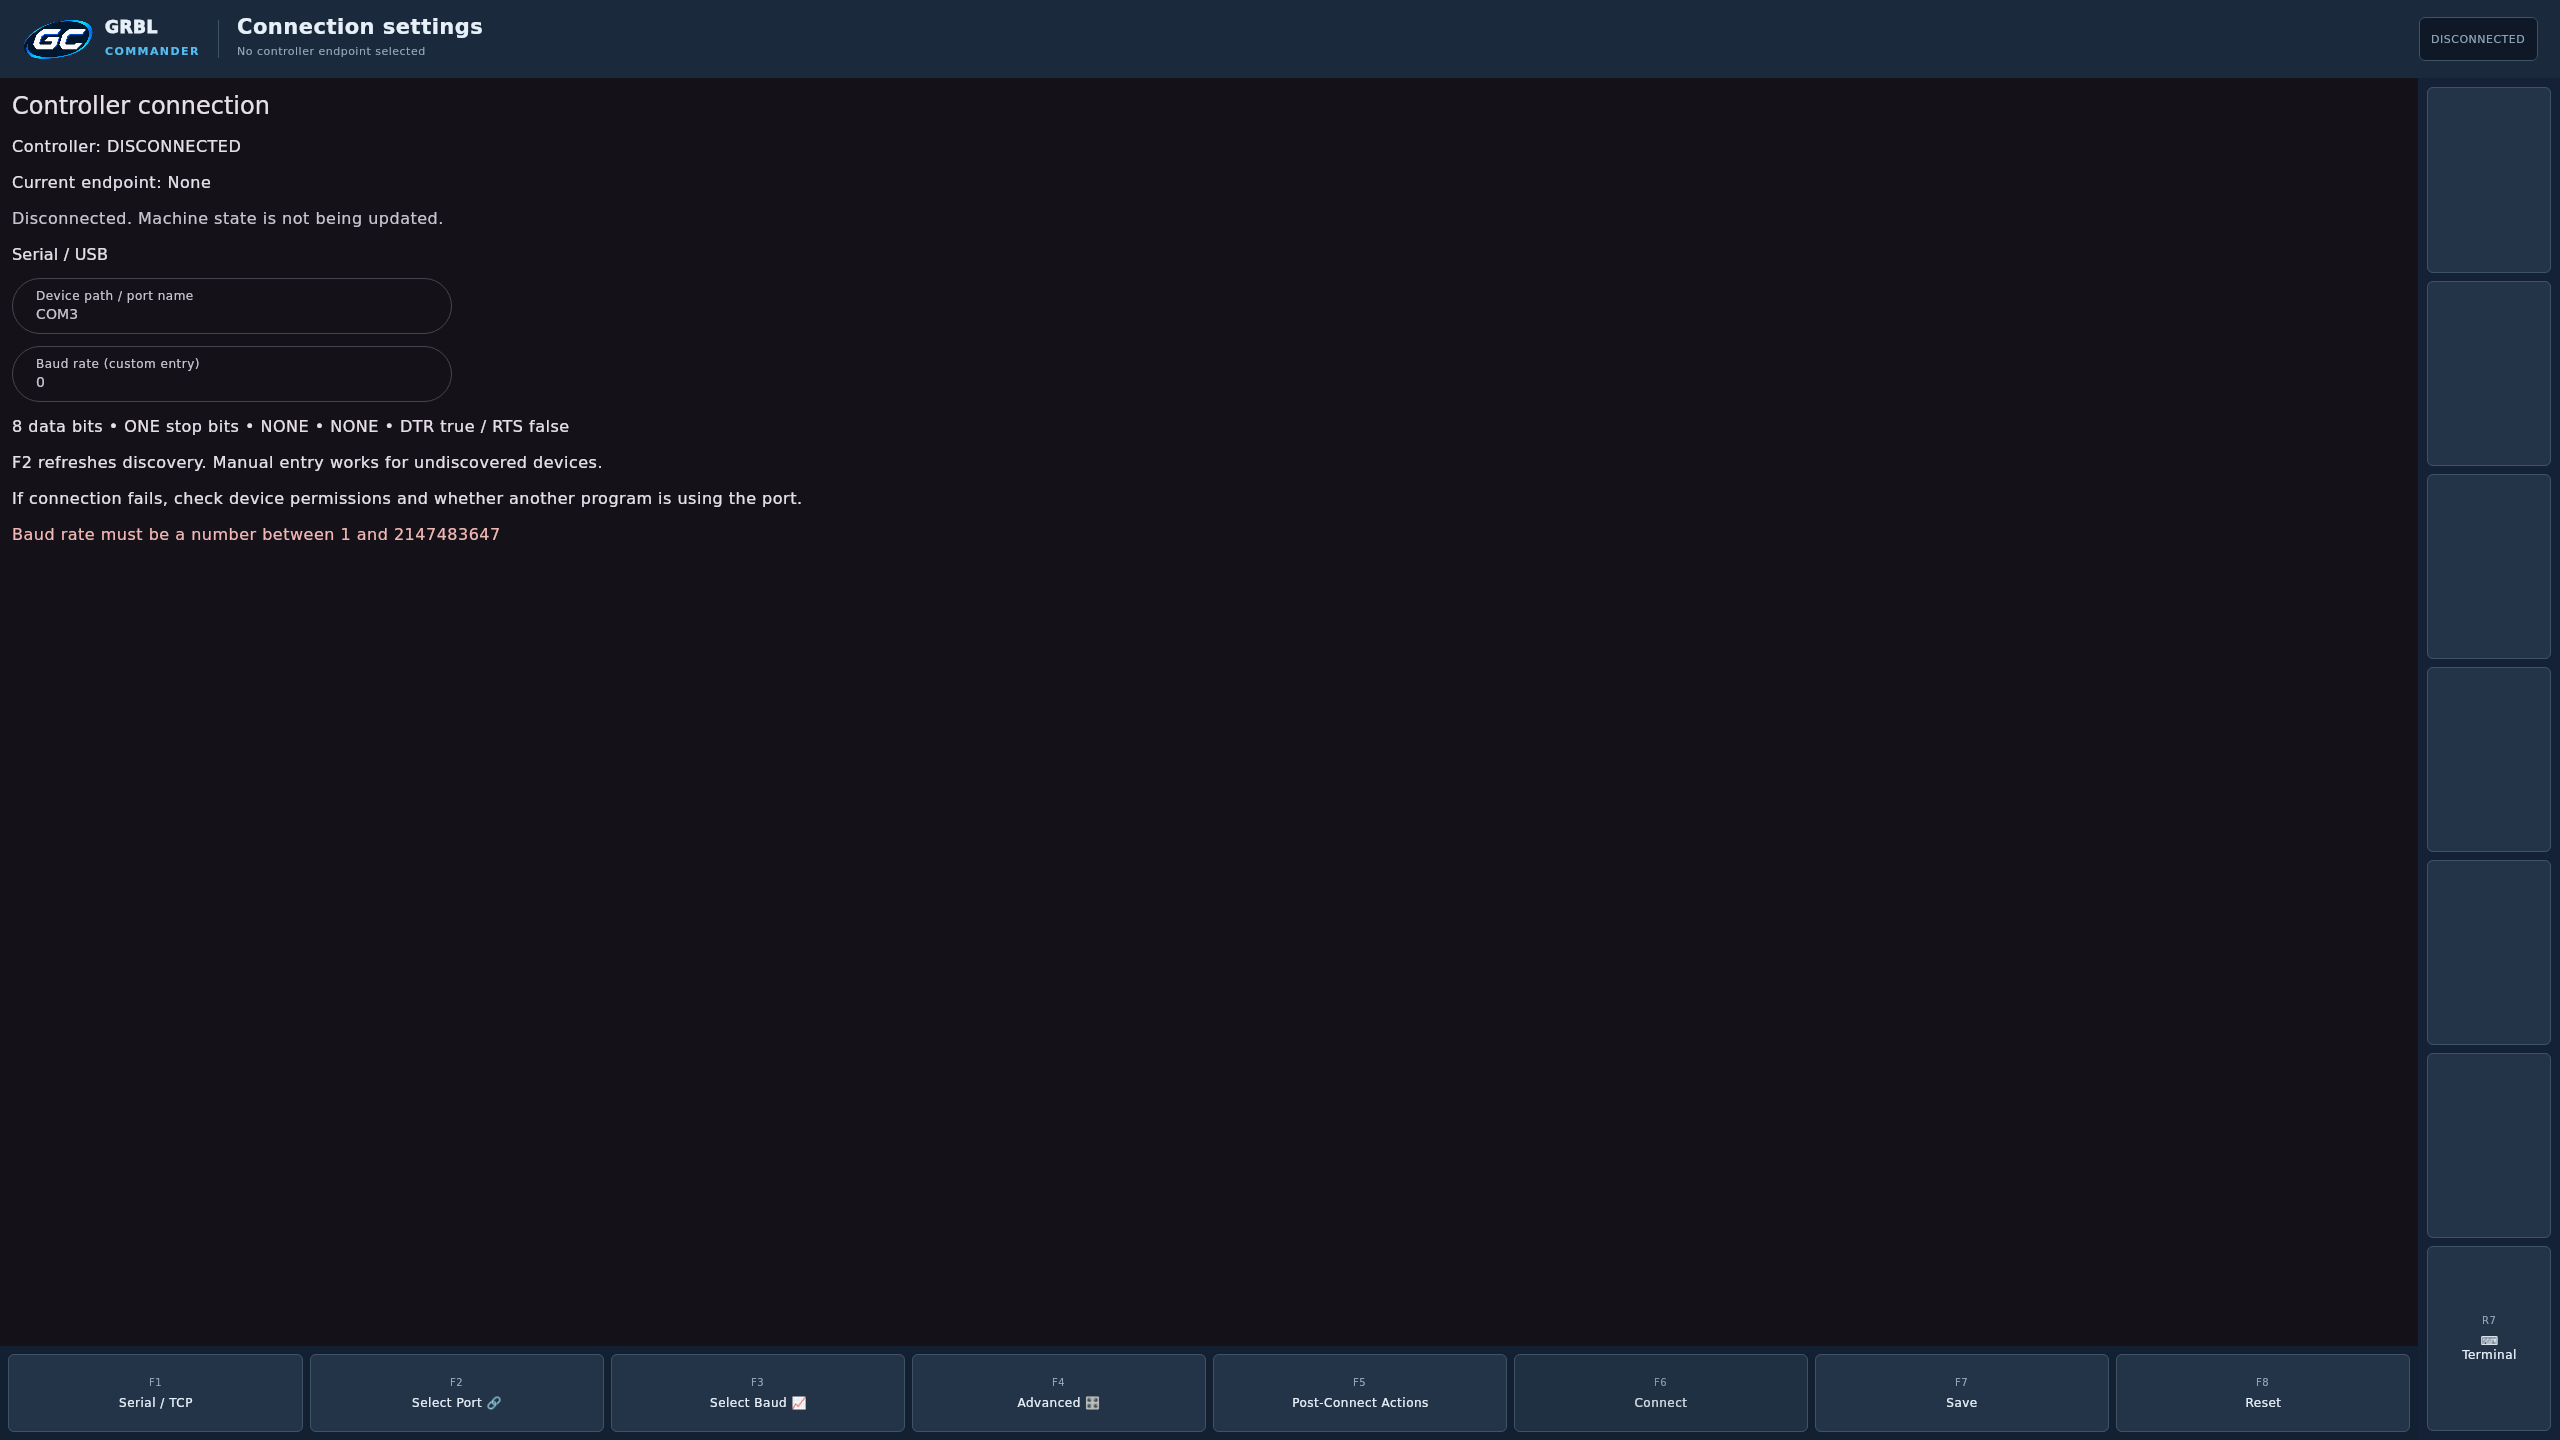 GC
GRBL
COMMANDER
Connection settings
No controller endpoint selected
DISCONNECTED
Controller connection
Controller: DISCONNECTED
Current endpoint: None
Disconnected. Machine state is not being updated.
Serial / USB
Device path / port name
COM3
Baud rate (custom entry)
0
8 data bits • ONE stop bits • NONE • NONE • DTR true / RTS false
F2 refreshes discovery. Manual entry works for undiscovered devices.
If connection fails, check device permissions and whether another program is using the port.
Baud rate must be a number between 1 and 2147483647
R7
Terminal
F1
Serial / TCP
F2
Select Port
F3
Select Baud
F4
Advanced
F5
Post-Connect Actions
F6
Connect
F7
Save
F8
Reset